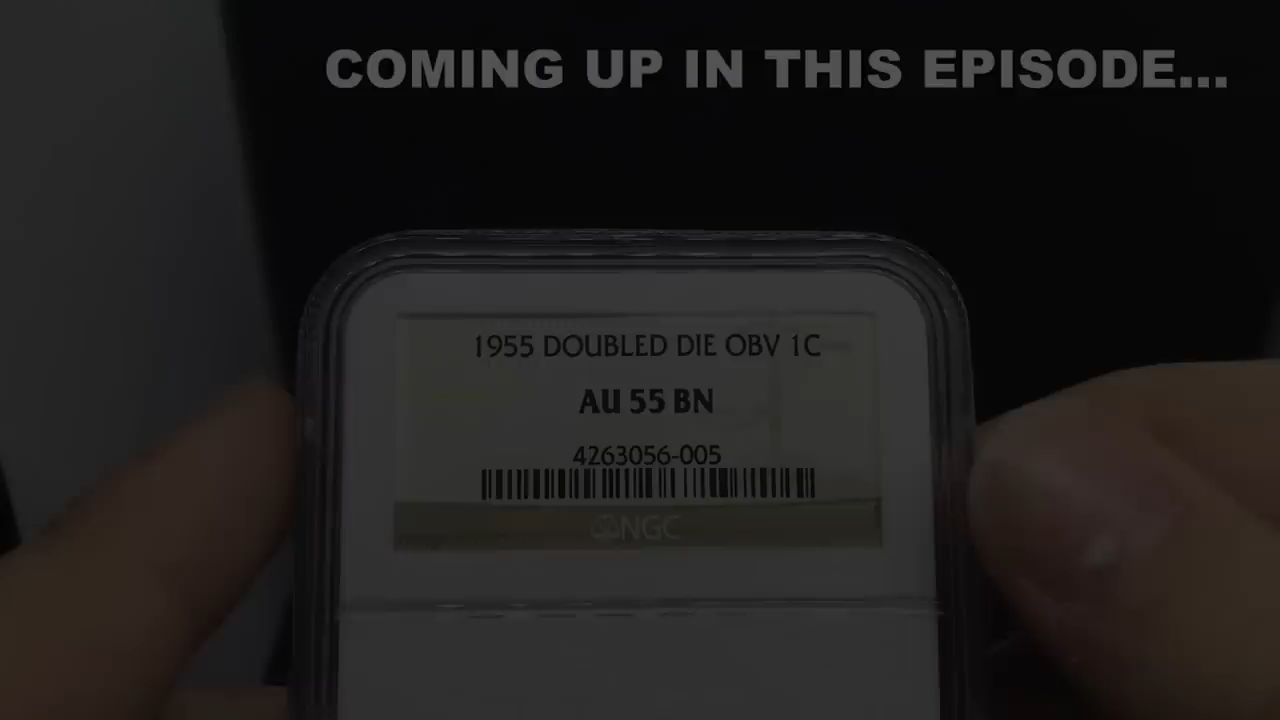 COMING UP IN THIS EPISODE...
1955 DOUBLED DIE OBV 1C
AU 55 BN
4263056-005
NGC